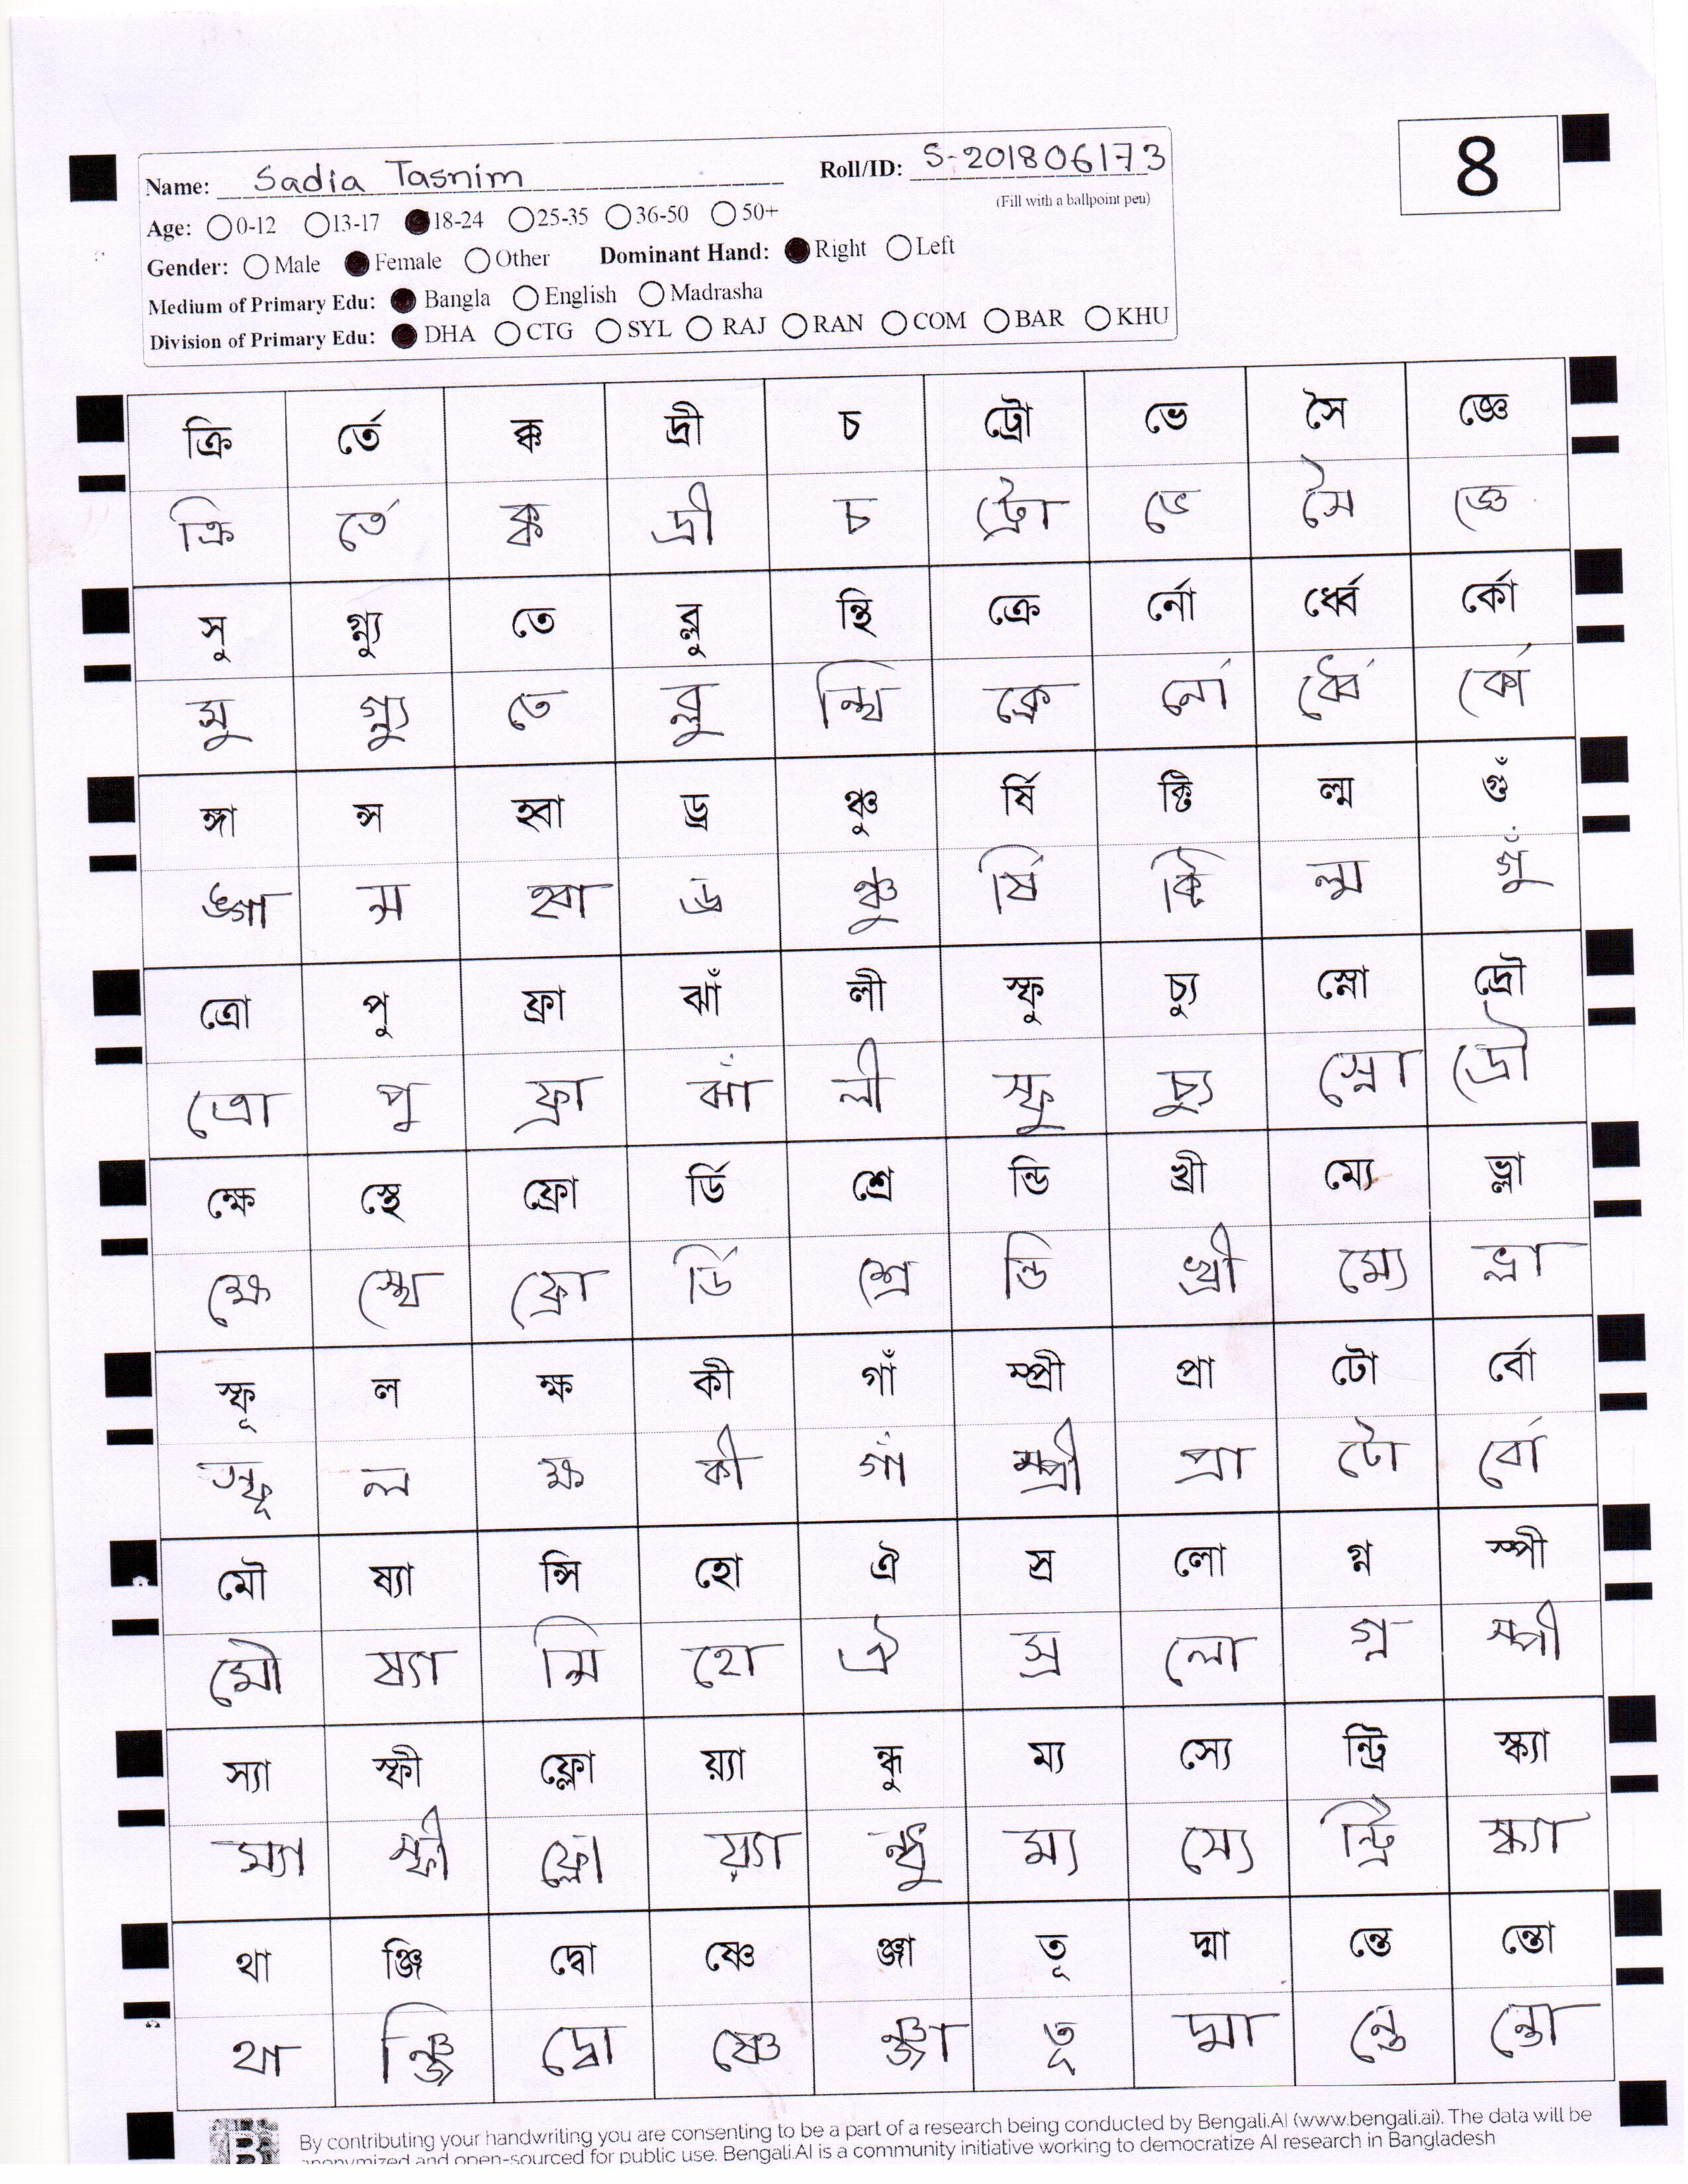 8
Name: Sadia Tasnim Roll/ID: S-201806173
(Fill with a ballpoint pen)
Age: 0-12 13-17 18-24 25-35 36-50 50+
Gender: Male Female Other Dominant Hand: Right Left
Medium of Primary Edu: Bangla English Madrasha
Division of Primary Edu: DHA CTG SYL RAJ RAN COM BAR KHU
ক্রি র্তে ক্ক দ্রী চ ট্রো ভে সৈ জ্ঞে
ক্রি র্তে ক্ক দ্রী চ ট্রো ভে সৈ
সু গ্ন্যু তে ব্লু ন্থি ক্রে র্নো র্ধ্বে র্কো
সু গ্ন্যু তে ব্লু ন্থি ক্রে র্নো র্ধ্বে র্কো
ঙ্গা ন্স হ্বা ড্র ঞ্চু র্ষি ক্টি ল্ম গুঁ
ঙ্গা ন্স হ্বা ড্র ঞ্চু র্ষি ক্টি ল্ম গুঁ
ত্রো পু ফ্রা ঝাঁ লী স্ফু চ্যু স্নো দ্রৌ
ত্রো পু ফ্রা ঝাঁ লী স্ফু চ্যু স্নো দ্রৌ
ক্ষে স্থে ফ্রো র্ডি শ্রে ন্ডি খ্রী ম্যে ভ্লা
ক্ষে স্থে ফ্রো র্ডি শ্রে ন্ডি খ্রী ম্যে ভ্লা
স্ফূ ল ক্ষ কী গাঁ ম্প্রী প্রা টো র্বো
স্ফূ ল ক্ষ কী গাঁ ম্প্রী প্রা টো র্বো
মৌ ষ্যা ন্সি হো ঐ স্র লো গ্ন স্পী
মৌ ষ্যা ন্সি হো ঐ স্র লো গ্ন স্পী
স্যা স্ফী ফ্লো য়্যা ন্ধু ম্য স্যে ন্ট্রি স্ক্যা
স্যা স্ফী ফ্লো য়্যা ন্ধু ম্য স্যে ন্ট্রি স্ক্যা
থা ঞ্জি দ্বো ষ্ণে ঞ্জা তূ দ্মা ন্তে ন্তো
থা ঞ্জি দ্বো ষ্ণে ঞ্জা তূ দ্মা ন্তে ন্তো
By contributing your handwriting you are consenting to be a part of a research being conducted by Bengali.AI (www.bengali.ai). The data will be
anonymized and open-sourced for public use. Bengali.AI is a community initiative working to democratize AI research in Bangladesh